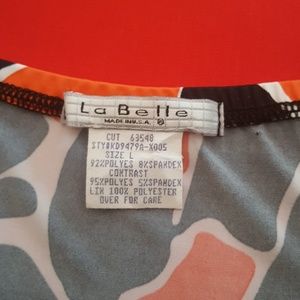 La Belle
MADE IN U.S.A. ®
CUT 63548
STY#KD9479A-X005
SIZE L
92%POLYES 8%SPANDEX
CONTRAST
95%POLYES 5%SPANDEX
LIN 100% POLYESTER
OVER FOR CARE